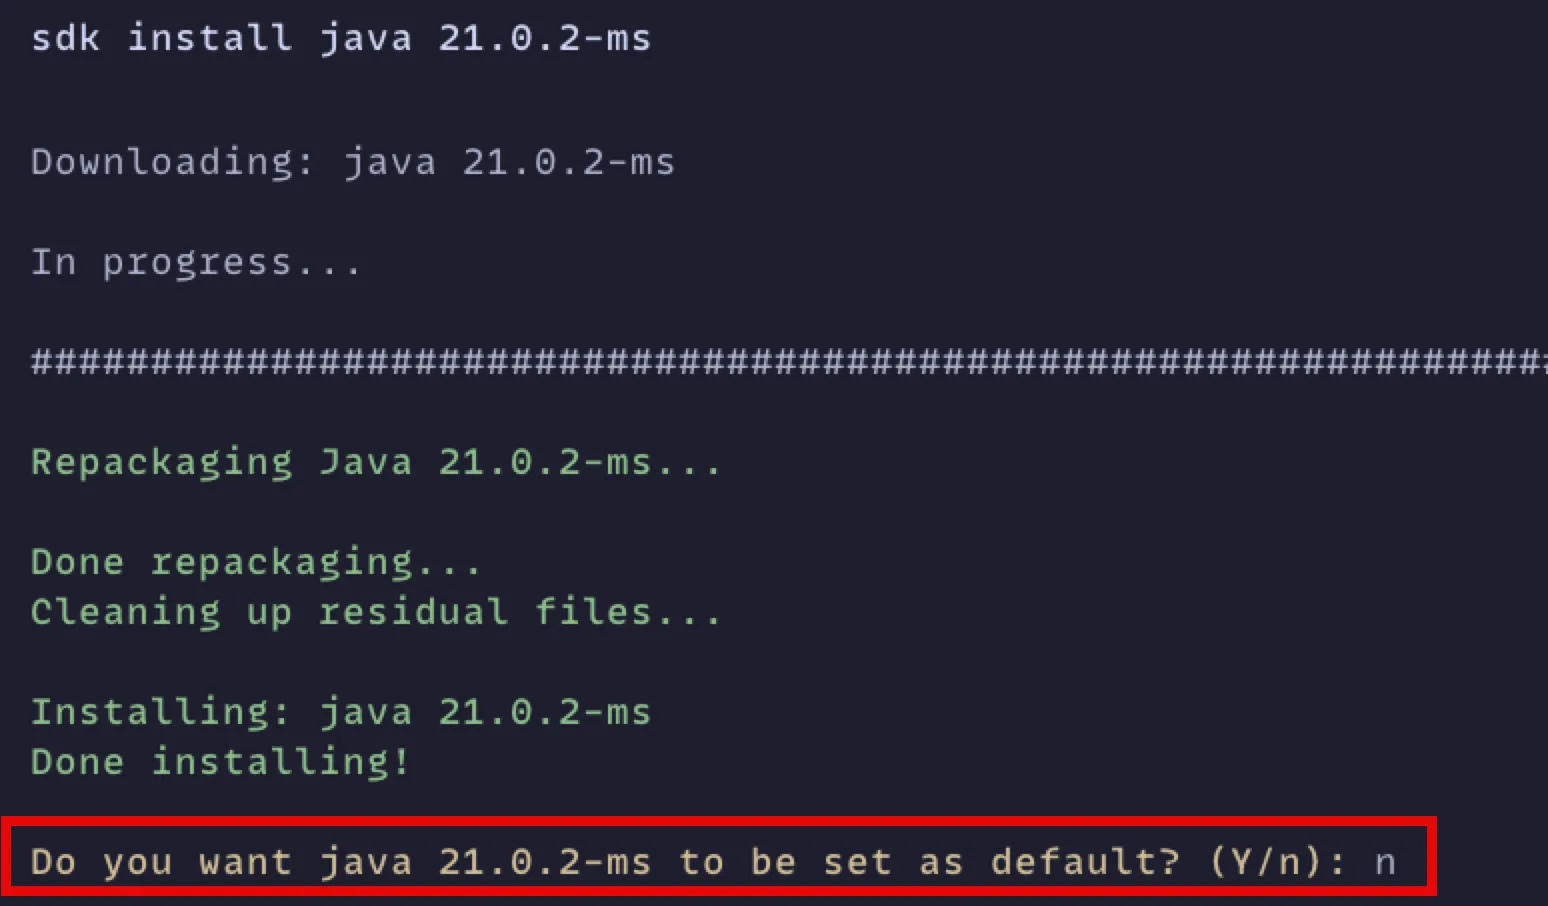 sdk install java 21.0.2-ms
Downloading: java 21.0.2-ms
In progress...
################################################################
Repackaging Java 21.0.2-ms...
Done repackaging...
Cleaning up residual files...
Installing: java 21.0.2-ms
Done installing!
Do you want java 21.0.2-ms to be set as default? (Y/n): n